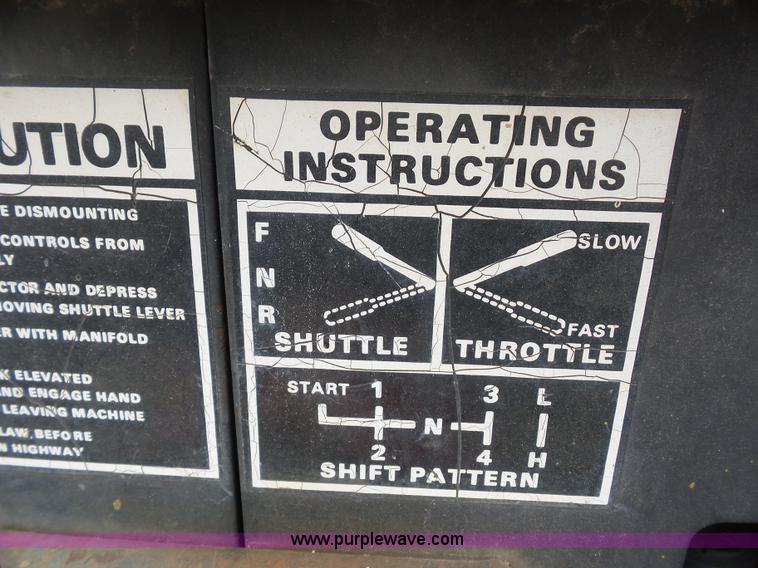 UTION
E DISMOUNTING
CONTROLS FROM
LY
CTOR AND DEPRESS
OVING SHUTTLE LEVER
ER WITH MANIFOLD
ELEVATED
AND ENGAGE HAND
LEAVING MACHINE
LAW, BEFORE
N HIGHWAY
OPERATING
INSTRUCTIONS
F
N
R
SHUTTLE
SLOW
FAST
THROTTLE
START 1 3 L
N
2 4 H
SHIFT PATTERN
www.purplewave.com